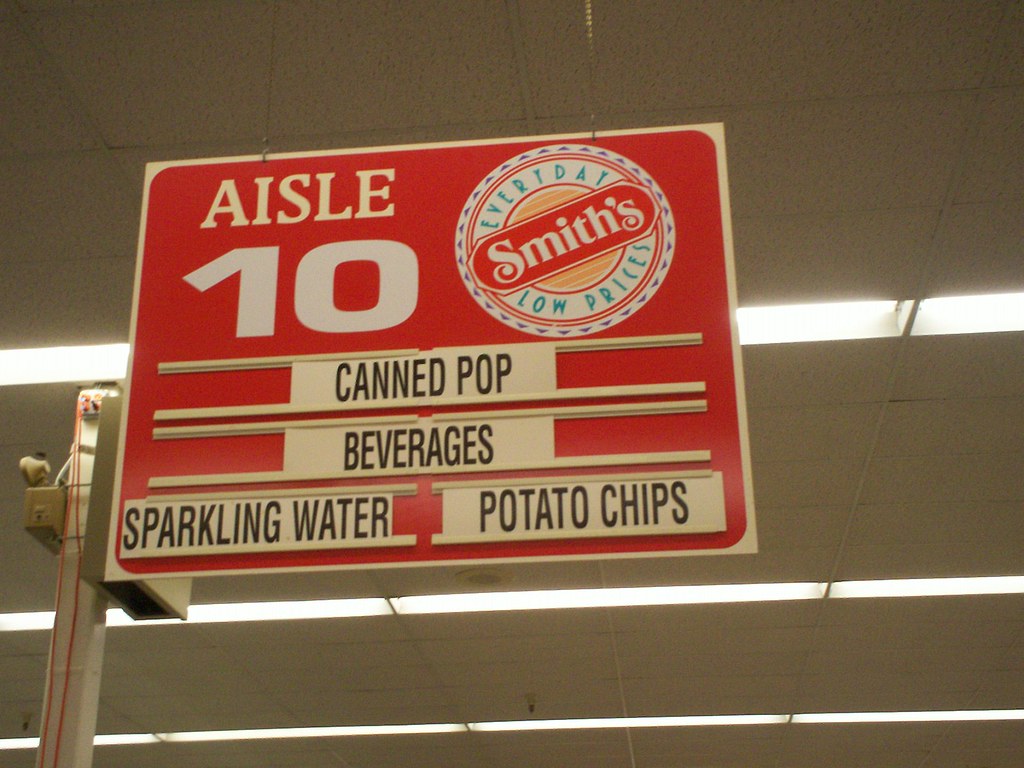 AISLE
10
EVERYDAY
Smith's
LOW PRICES
CANNED POP
BEVERAGES
SPARKLING WATER
POTATO CHIPS